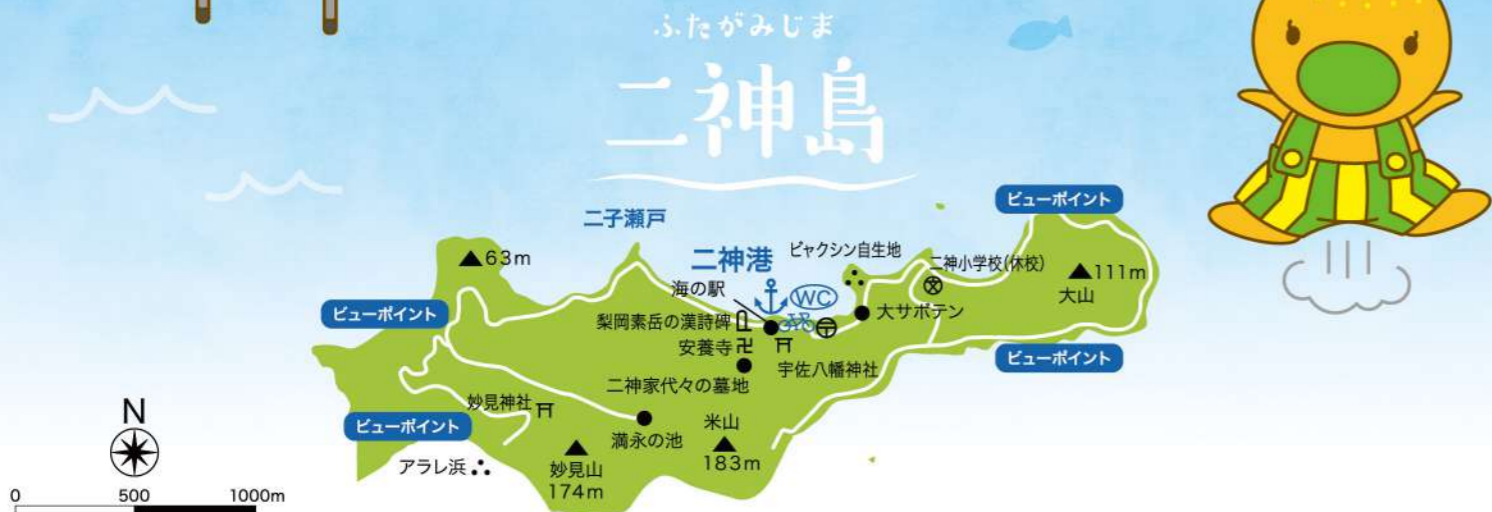 ふたがみじま
二神島
ビューポイント
二子瀬戸
二神港
ビャクシン自生地
二神小学校(休校)
63m
111m
大山
海の駅
WC
大サボテン
ビューポイント
梨岡素岳の漢詩碑
安養寺
宇佐八幡神社
ビューポイント
二神家代々の墓地
妙見神社
米山
183m
ビューポイント
満永の池
アラレ浜
妙見山
174m
N
0 500 1000m